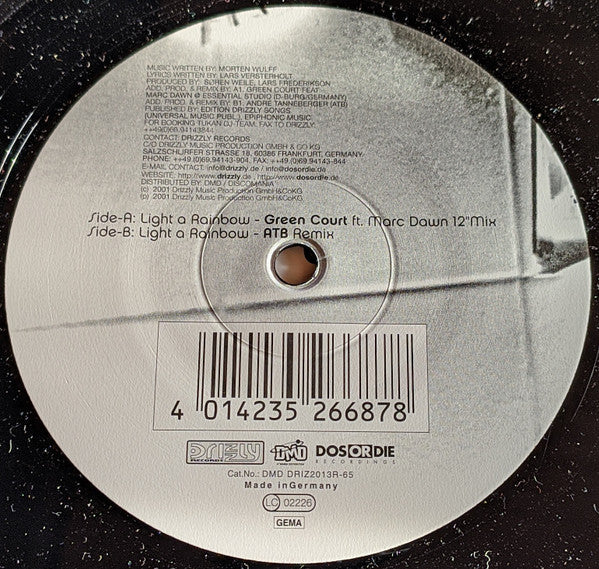 MUSIC WRITTEN BY: MORTEN WULFF
LYRICS WRITTEN BY: LARS VERSTERHOLT
PRODUCED BY: SØREN WEILE, LARS FREDERIKSON
ADD. PROD. & REMIX BY: A1. GREEN COURT FEAT.
MARC DAWN @ ESSENTIAL STUDIO (D-BURG/GERMANY)
ADD. PROD. & REMIX BY: B1. ANDRE TANNEBERGER (ATB)
PUBLISHED BY: EDITION DRIZZLY SONGS
(UNIVERSAL MUSIC PUBL.), EPIPHONIC MUSIC
FOR BOOKING TUKAN DJ-TEAM: FAX TO DRIZZLY:
++49(0)69.94143844
CONTACT: DRIZZLY RECORDS
C/O DRIZZLY MUSIC PRODUCTION GMBH & CO KG
SALZSCHLIRFER STRASSE 18, 60386 FRANKFURT, GERMANY
PHONE: ++49.(0)69.94143-904, FAX: ++49.(0)69.94143-844
E-MAIL CONTACT: info@drizzly.de / info@dosordie.de
WEBSITE: http://www.drizzly.de, http://www.dosordie.de
DISTRIBUTED BY: DMD / DISCOMANIA
(p) 2001 Drizzly Music Production GmbH&CoKG
(c) 2001 Drizzly Music Production GmbH&CoKG
Side-A: Light a Rainbow - Green Court ft. Marc Dawn 12"Mix
Side-B: Light a Rainbow - ATB Remix
4 014235 266878
DRIZZLY RECORDS DMD DOS OR DIE RECORDINGS
Cat.No.: DMD DRIZ2013R-65
Made inGermany
LC 02226
GEMA